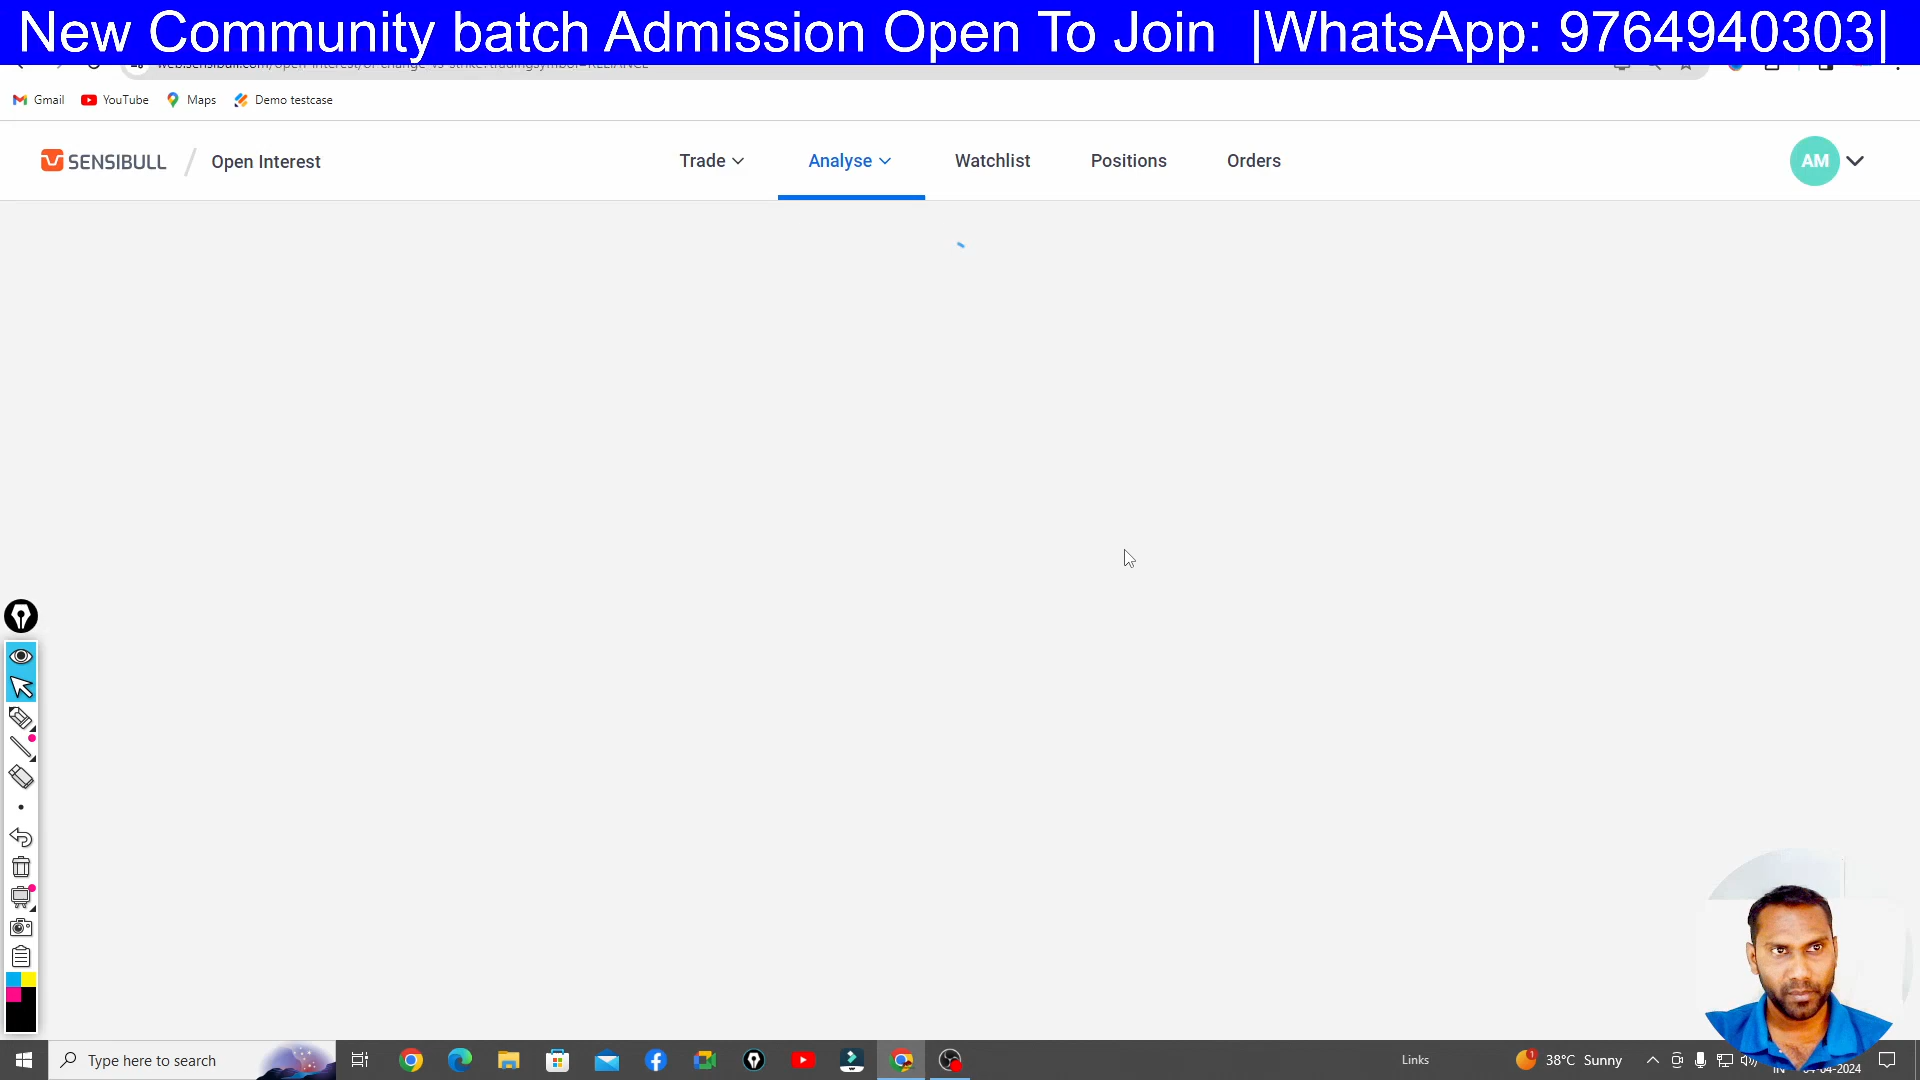 New Community batch Admission Open To Join |WhatsApp: 9764940303|
Gmail YouTube Maps Demo testcase
SENSIBULL / Open Interest Trade Analyse Watchlist Positions Orders AM
Type here to search Links 1 38°C Sunny